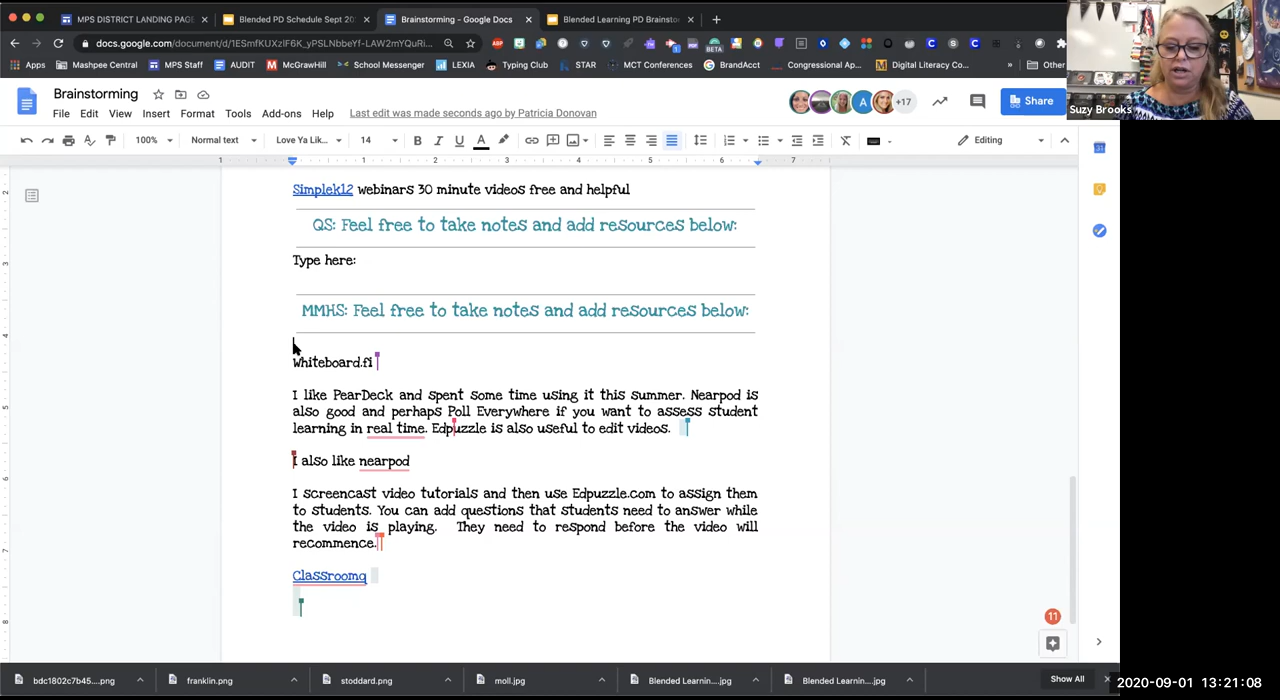 MPS DISTRICT LANDING PAG
Blended PD Schedule Sept 20
Brainstorming - Google Docs
Blended Learning PD Brainsto
docs.google.com/document/d/1ESmfKUXzIF6K_yPSLNbbeYf-LAW2mYQuRi...
BETA
Apps
Mashpee Central
MPS Staff
AUDIT
McGrawHill
School Messenger
LEXIA
Typing Club
STAR
MCT Conferences
BrandAcct
Congressional Ap...
Digital Literacy Co...
»
Other
Suzy Brooks
Brainstorming
File Edit View Insert Format Tools Add-ons Help
Last edit was made seconds ago by Patricia Donovan
A
+17
Share
100%
Normal text
Love Ya Lik...
14
B I U A
Editing
1 1 2 3 4 5 6 7
Simplek12 webinars 30 minute videos free and helpful
QS: Feel free to take notes and add resources below:
Type here:
MMHS: Feel free to take notes and add resources below:
Whiteboard.fi
I like PearDeck and spent some time using it this summer. Nearpod is
also good and perhaps Poll Everywhere if you want to assess student
learning in real time. Edpuzzle is also useful to edit videos.
I also like nearpod
I screencast video tutorials and then use Edpuzzle.com to assign them
to students. You can add questions that students need to answer while
the video is playing. They need to respond before the video will
recommence.
Classroomq
11
bdc1802c7b45....png
franklin.png
stoddard.png
moll.jpg
Blended Learnin....jpg
Blended Learnin....jpg
Show All
2020-09-01 13:21:08